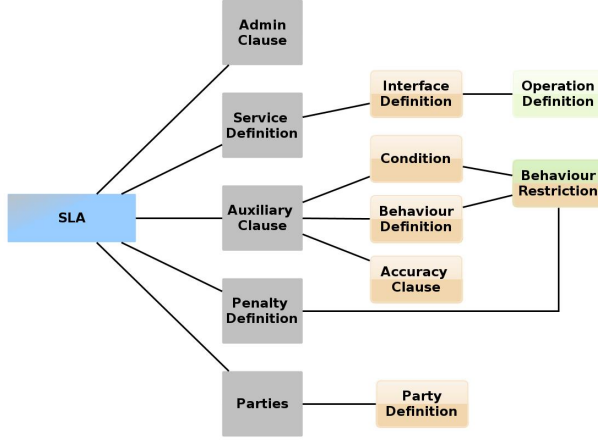 Admin
Clause
Interface
Definition
Operation
Definition
Service
Definition
Condition
Behaviour
Restriction
SLA
Auxiliary
Clause
Behaviour
Definition
Accuracy
Clause
Penalty
Definition
Parties
Party
Definition